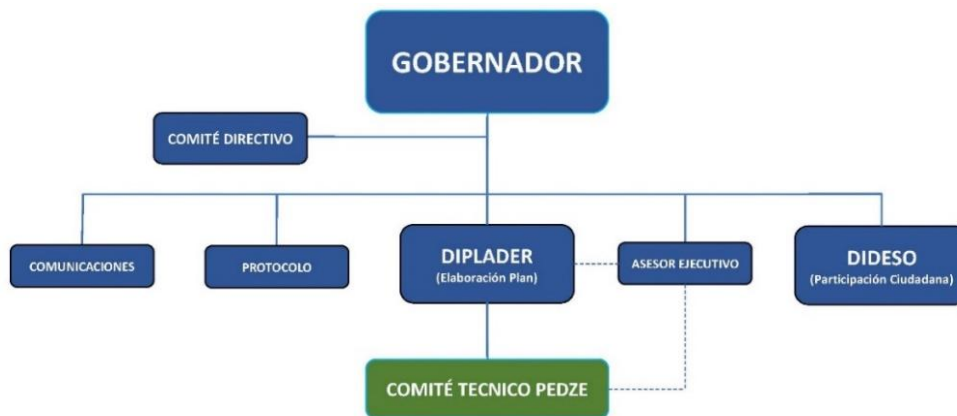 GOBERNADOR
COMITÉ DIRECTIVO
COMUNICACIONES
PROTOCOLO
DIPLADER
(Elaboración Plan)
ASESOR EJECUTIVO
DIDESO
(Participación Ciudadana)
COMITÉ TECNICO PEDZE